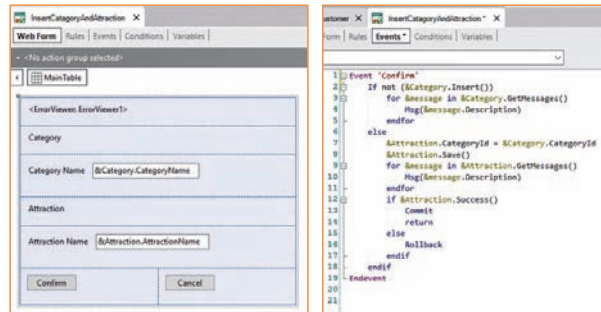 InsertCatagoryAndAttraction X
Web Form | Rules | Events | Conditions | Variables |
<No action group selected>
MainTable
<ErrorViewer: ErrorViewer1>
Category
Category Name &Category.CategoryName
Attraction
Attraction Name &Attraction.AttractionName
Confirm Cancel
ustomer X InsertCatagoryAndAttraction * X
Form | Rules | Events * | Conditions | Variables |
1 Event 'Confirm'
2 If not (&Category.Insert())
3 for &message in &Category.GetMessages()
4 Msg(&message.Description)
5 endfor
6 else
7 &Attraction.CategoryId = &Category.CategoryId
8 &Attraction.Save()
9 for &message in &Attraction.GetMessages()
10 Msg(&message.Description)
11 endfor
12 if &Attraction.Success()
13 Commit
14 return
15 else
16 Rollback
17 endif
18 endif
19 Endevent
20
21